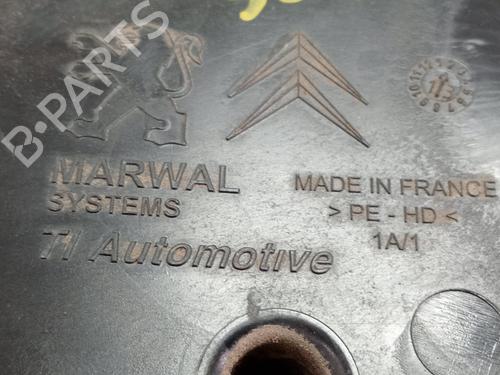 B-PARTS
MARWAL
SYSTEMS
TI Automotive
MADE IN FRANCE
> PE - HD <
1A/1